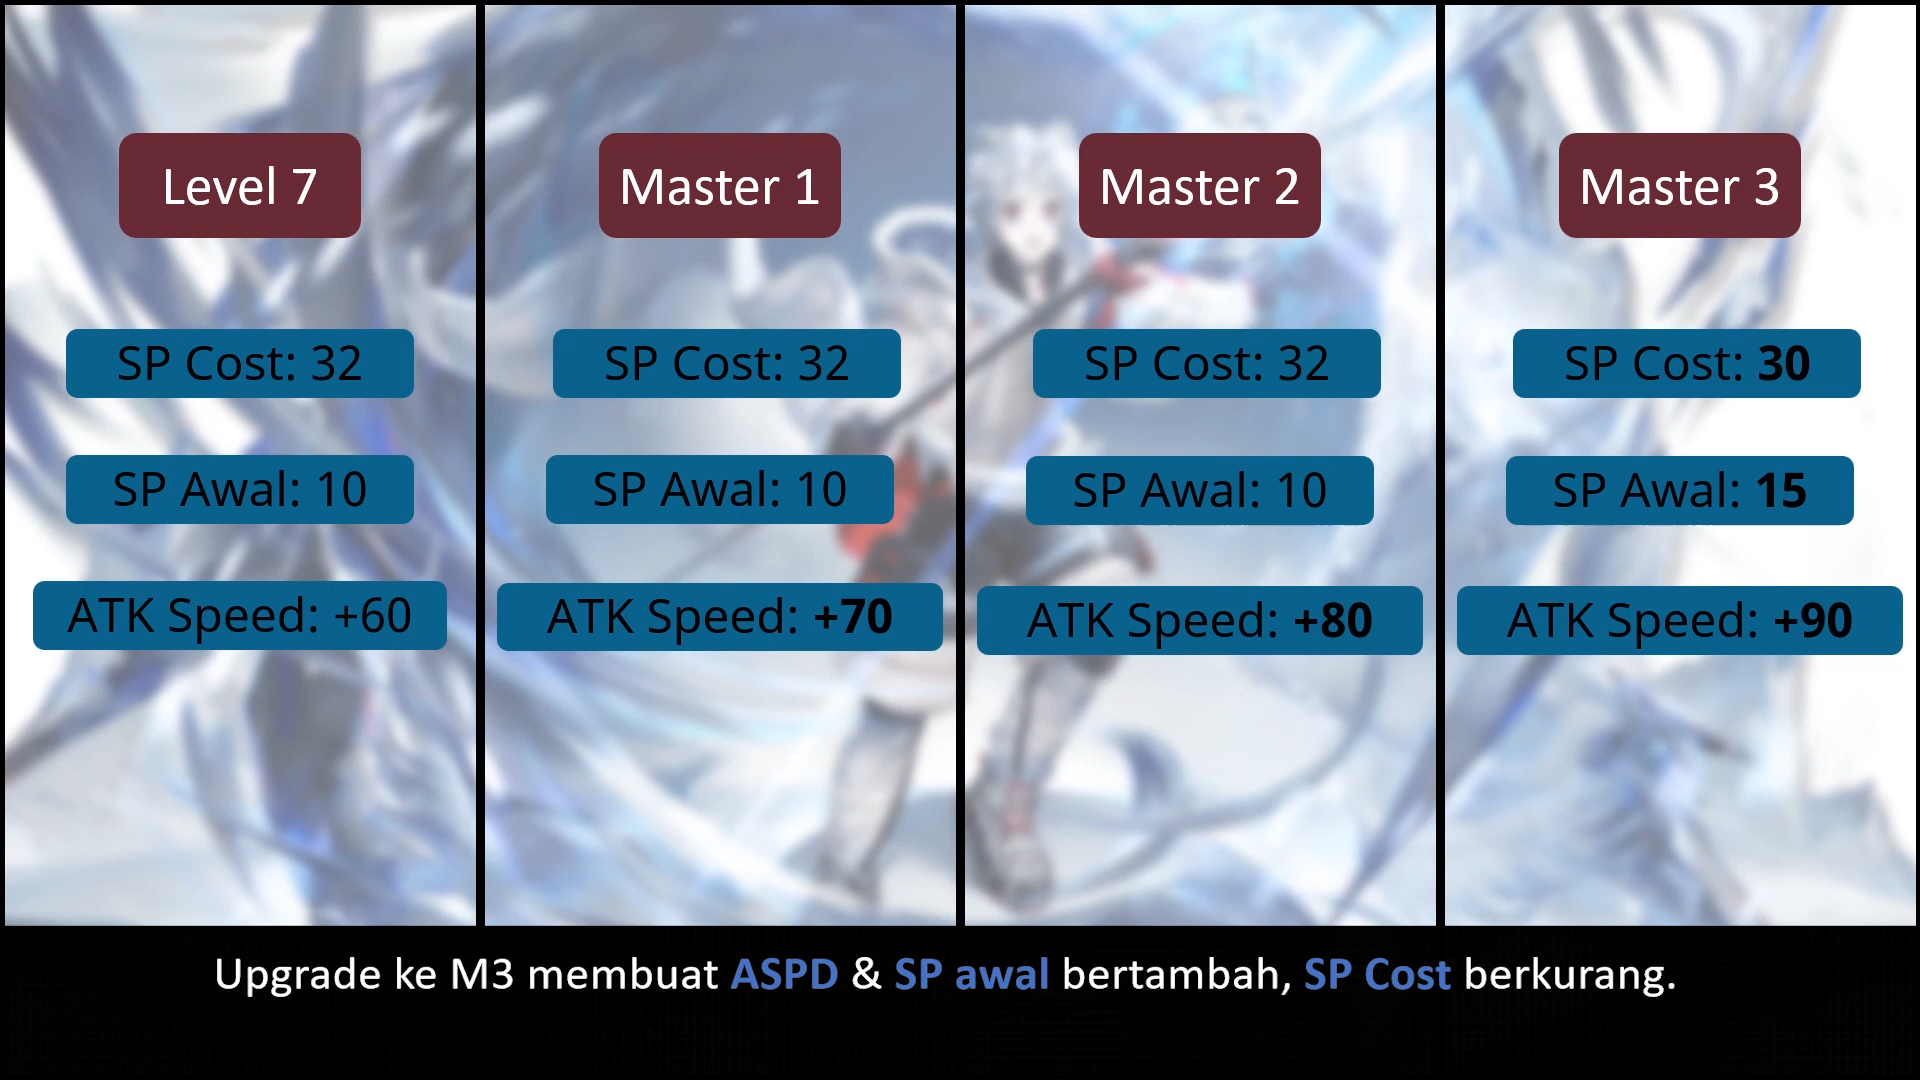 Level 7
SP Cost: 32
SP Awal: 10
ATK Speed: +60
Master 1
SP Cost: 32
SP Awal: 10
ATK Speed: +70
Master 2
SP Cost: 32
SP Awal: 10
ATK Speed: +80
Master 3
SP Cost: 30
SP Awal: 15
ATK Speed: +90
Upgrade ke M3 membuat ASPD & SP awal bertambah, SP Cost berkurang.